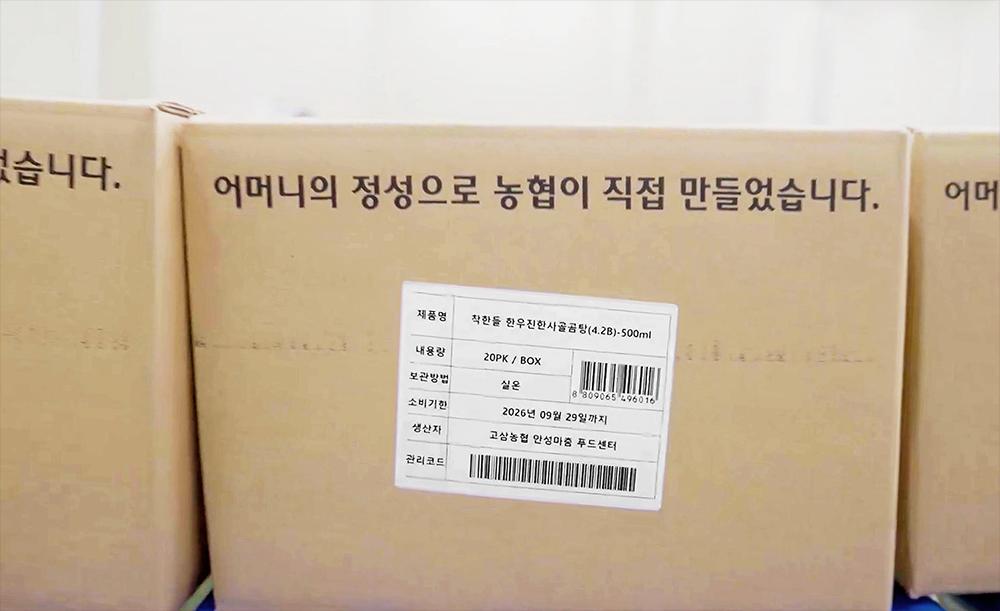 었습니다.
어머니의 정성으로 농협이 직접 만들었습니다.
어머
제품명 착한들 한우진한사골곰탕(4.2B)-500ml
내용량 20PK / BOX
보관방법 실온
8 809065 496016
소비기한 2026년 09월 29일까지
생산자 고삼농협 안성마춤 푸드센터
관리코드